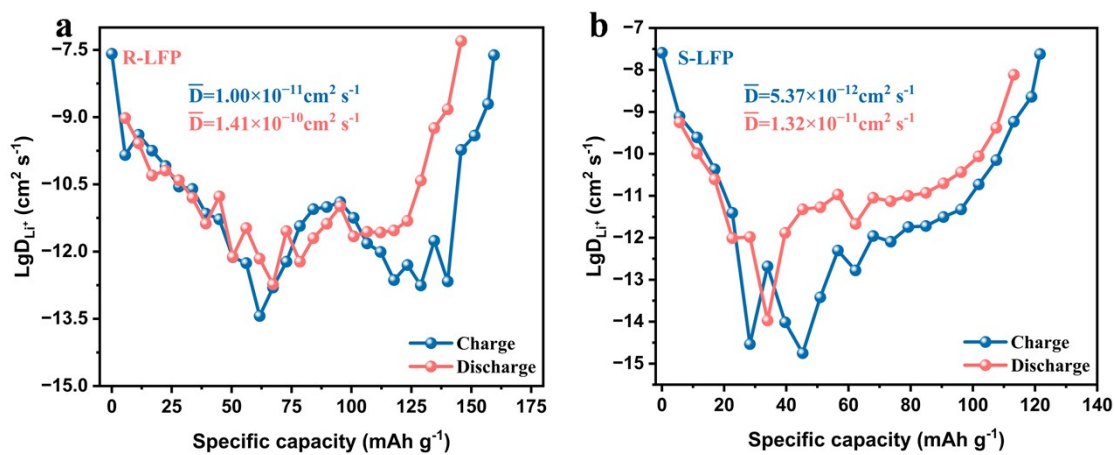 a
R-LFP
D̅=1.00×10⁻¹¹cm² s⁻¹
D̅=1.41×10⁻¹⁰cm² s⁻¹
−7.5
−9.0
−10.5
−12.0
−13.5
−15.0
LgD_Li⁺ (cm² s⁻¹)
Charge
Discharge
0 25 50 75 100 125 150 175
Specific capacity (mAh g⁻¹)
b
S-LFP
D̅=5.37×10⁻¹²cm² s⁻¹
D̅=1.32×10⁻¹¹cm² s⁻¹
−7
−8
−9
−10
−11
−12
−13
−14
−15
LgD_Li⁺ (cm² s⁻¹)
Charge
Discharge
0 20 40 60 80 100 120 140
Specific capacity (mAh g⁻¹)